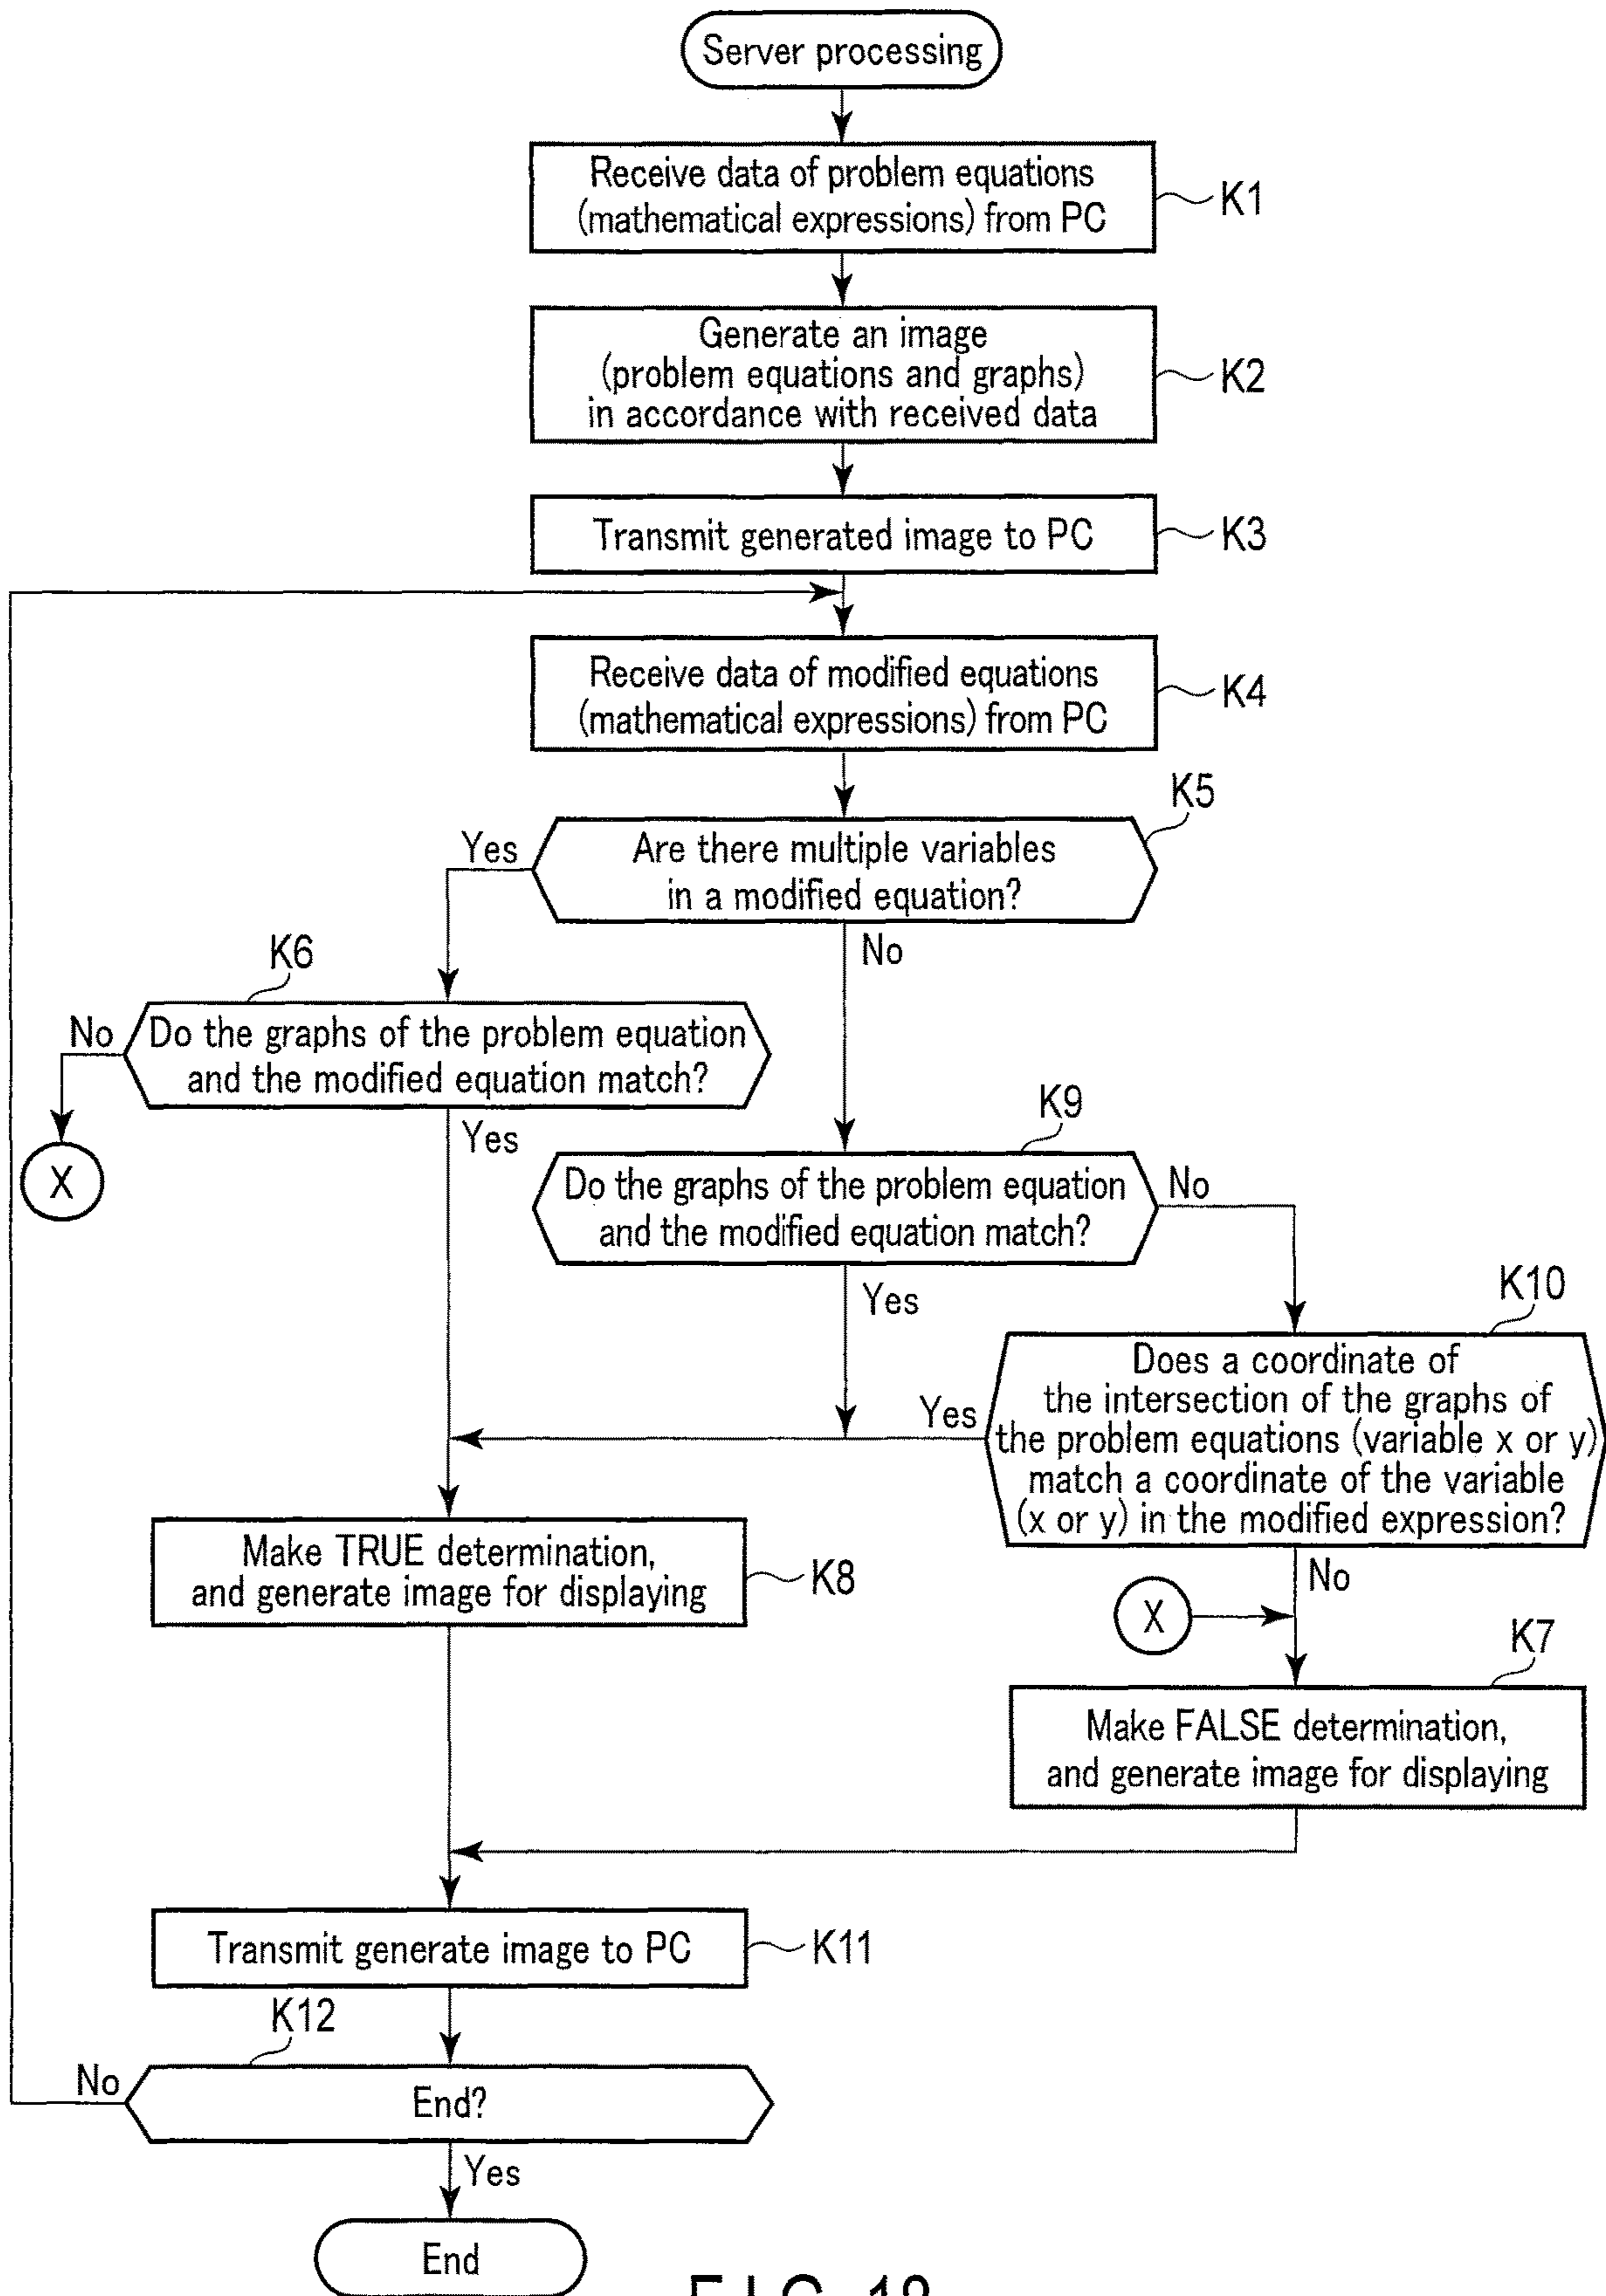 Server processing
Receive data of problem equations
(mathematical expressions) from PC
K1
Generate an image
(problem equations and graphs)
in accordance with received data
K2
Transmit generated image to PC
K3
Receive data of modified equations
(mathematical expressions) from PC
K4
K5
Yes
Are there multiple variables
in a modified equation?
No
K6
No
Do the graphs of the problem equation
and the modified equation match?
Yes
X
K9
Do the graphs of the problem equation
and the modified equation match?
No
Yes
K10
Does a coordinate of
the intersection of the graphs of
the problem equations (variable x or y)
match a coordinate of the variable
(x or y) in the modified expression?
Yes
No
Make TRUE determination,
and generate image for displaying
K8
X
K7
Make FALSE determination,
and generate image for displaying
Transmit generate image to PC
K11
K12
No
End?
Yes
End